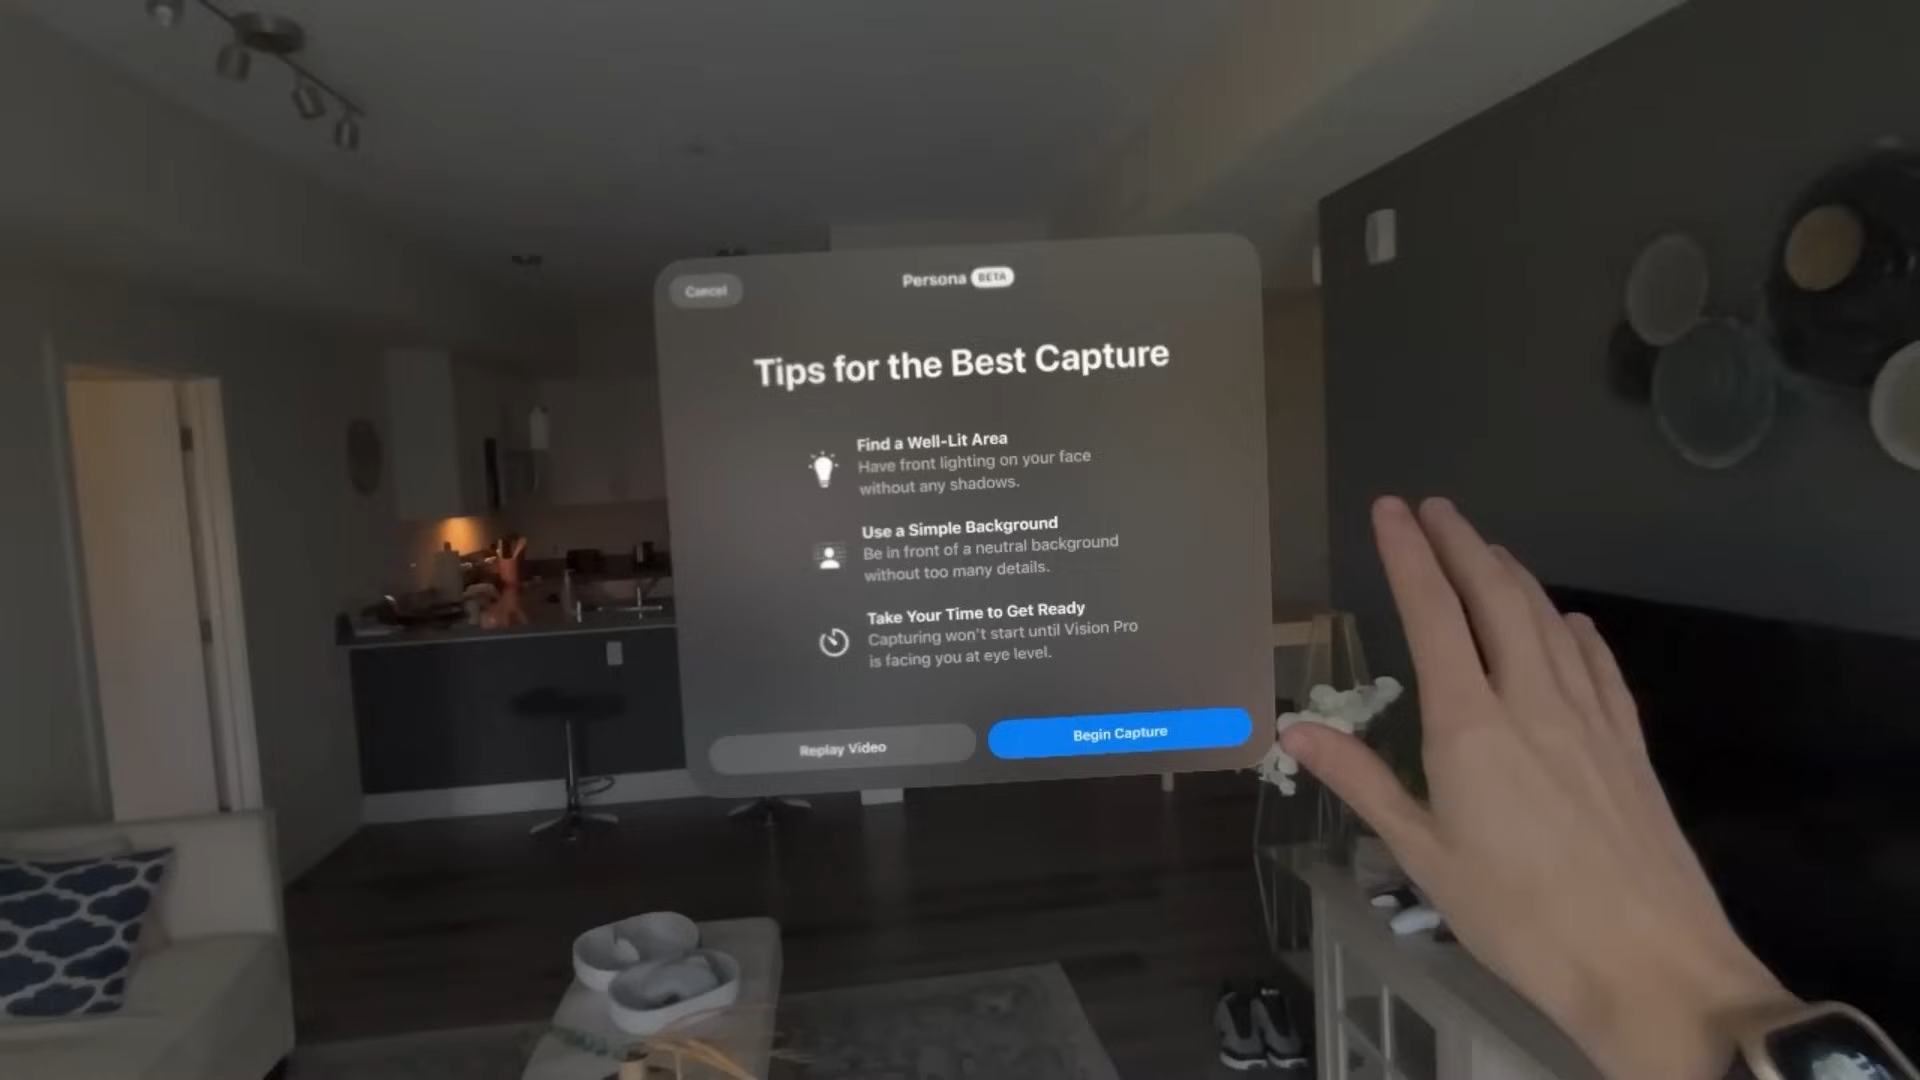 Cancel
Persona BETA
Tips for the Best Capture
Find a Well-Lit Area
Have front lighting on your face
without any shadows.
Use a Simple Background
Be in front of a neutral background
without too many details.
Take Your Time to Get Ready
Capturing won't start until Vision Pro
is facing you at eye level.
Replay Video
Begin Capture